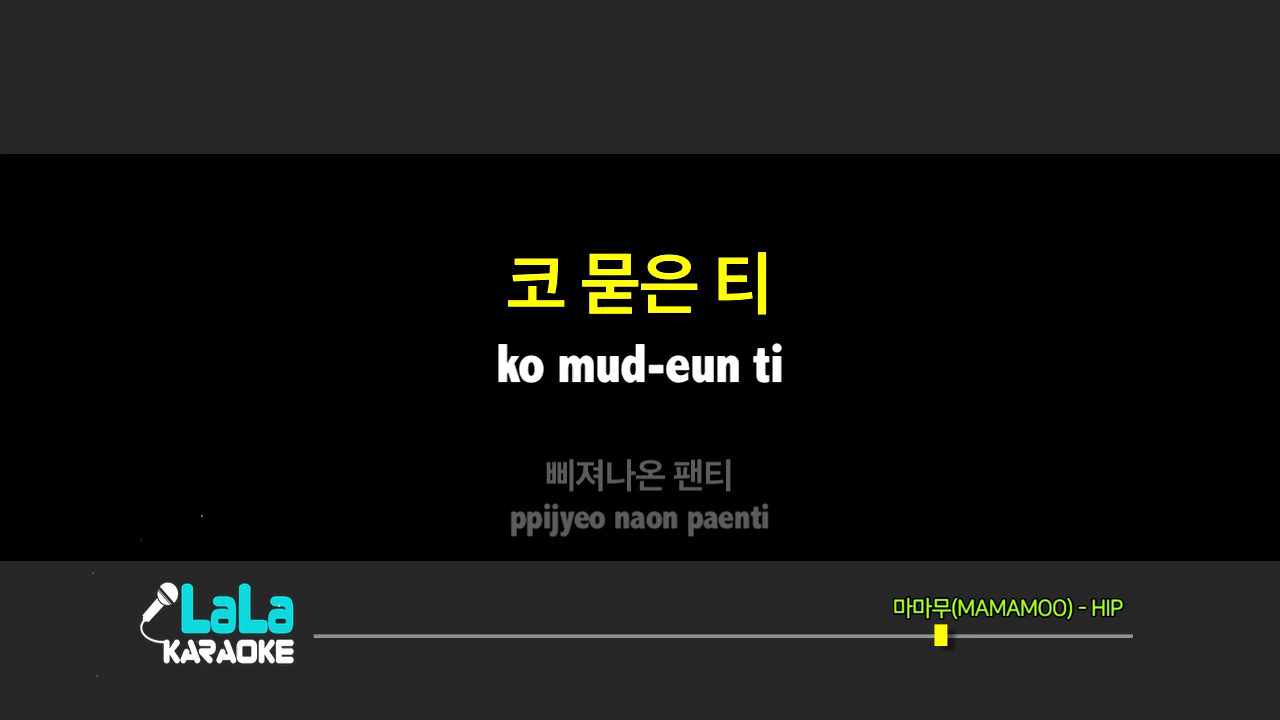 코 묻은 티
ko mud-eun ti
삐져나온 팬티
ppijyeo naon paenti
마마무(MAMAMOO) - HIP
LaLa
KARAOKE